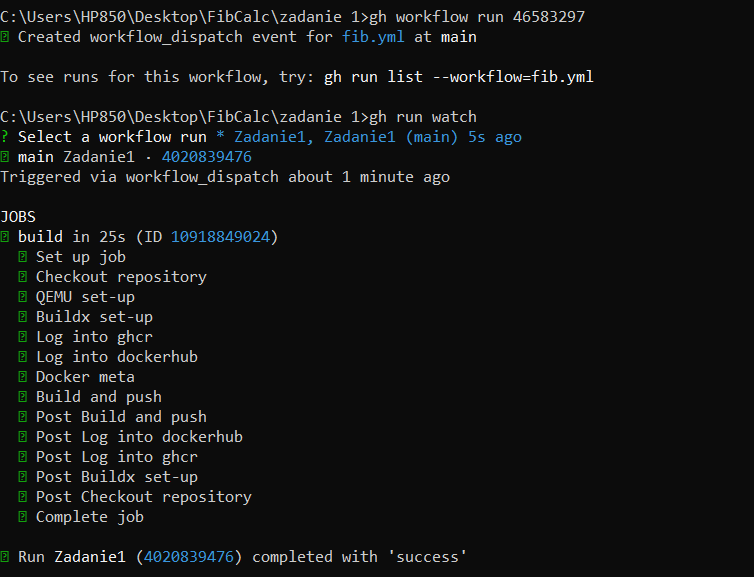 C:\Users\HP850\Desktop\FibCalc\zadanie 1>gh workflow run 46583297
Created workflow_dispatch event for fib.yml at main
To see runs for this workflow, try: gh run list --workflow=fib.yml
C:\Users\HP850\Desktop\FibCalc\zadanie 1>gh run watch
? Select a workflow run * Zadanie1, Zadanie1 (main) 5s ago
main Zadanie1 · 4020839476
Triggered via workflow_dispatch about 1 minute ago
JOBS
build in 25s (ID 10918849024)
Set up job
Checkout repository
QEMU set-up
Buildx set-up
Log into ghcr
Log into dockerhub
Docker meta
Build and push
Post Build and push
Post Log into dockerhub
Post Log into ghcr
Post Buildx set-up
Post Checkout repository
Complete job
Run Zadanie1 (4020839476) completed with 'success'